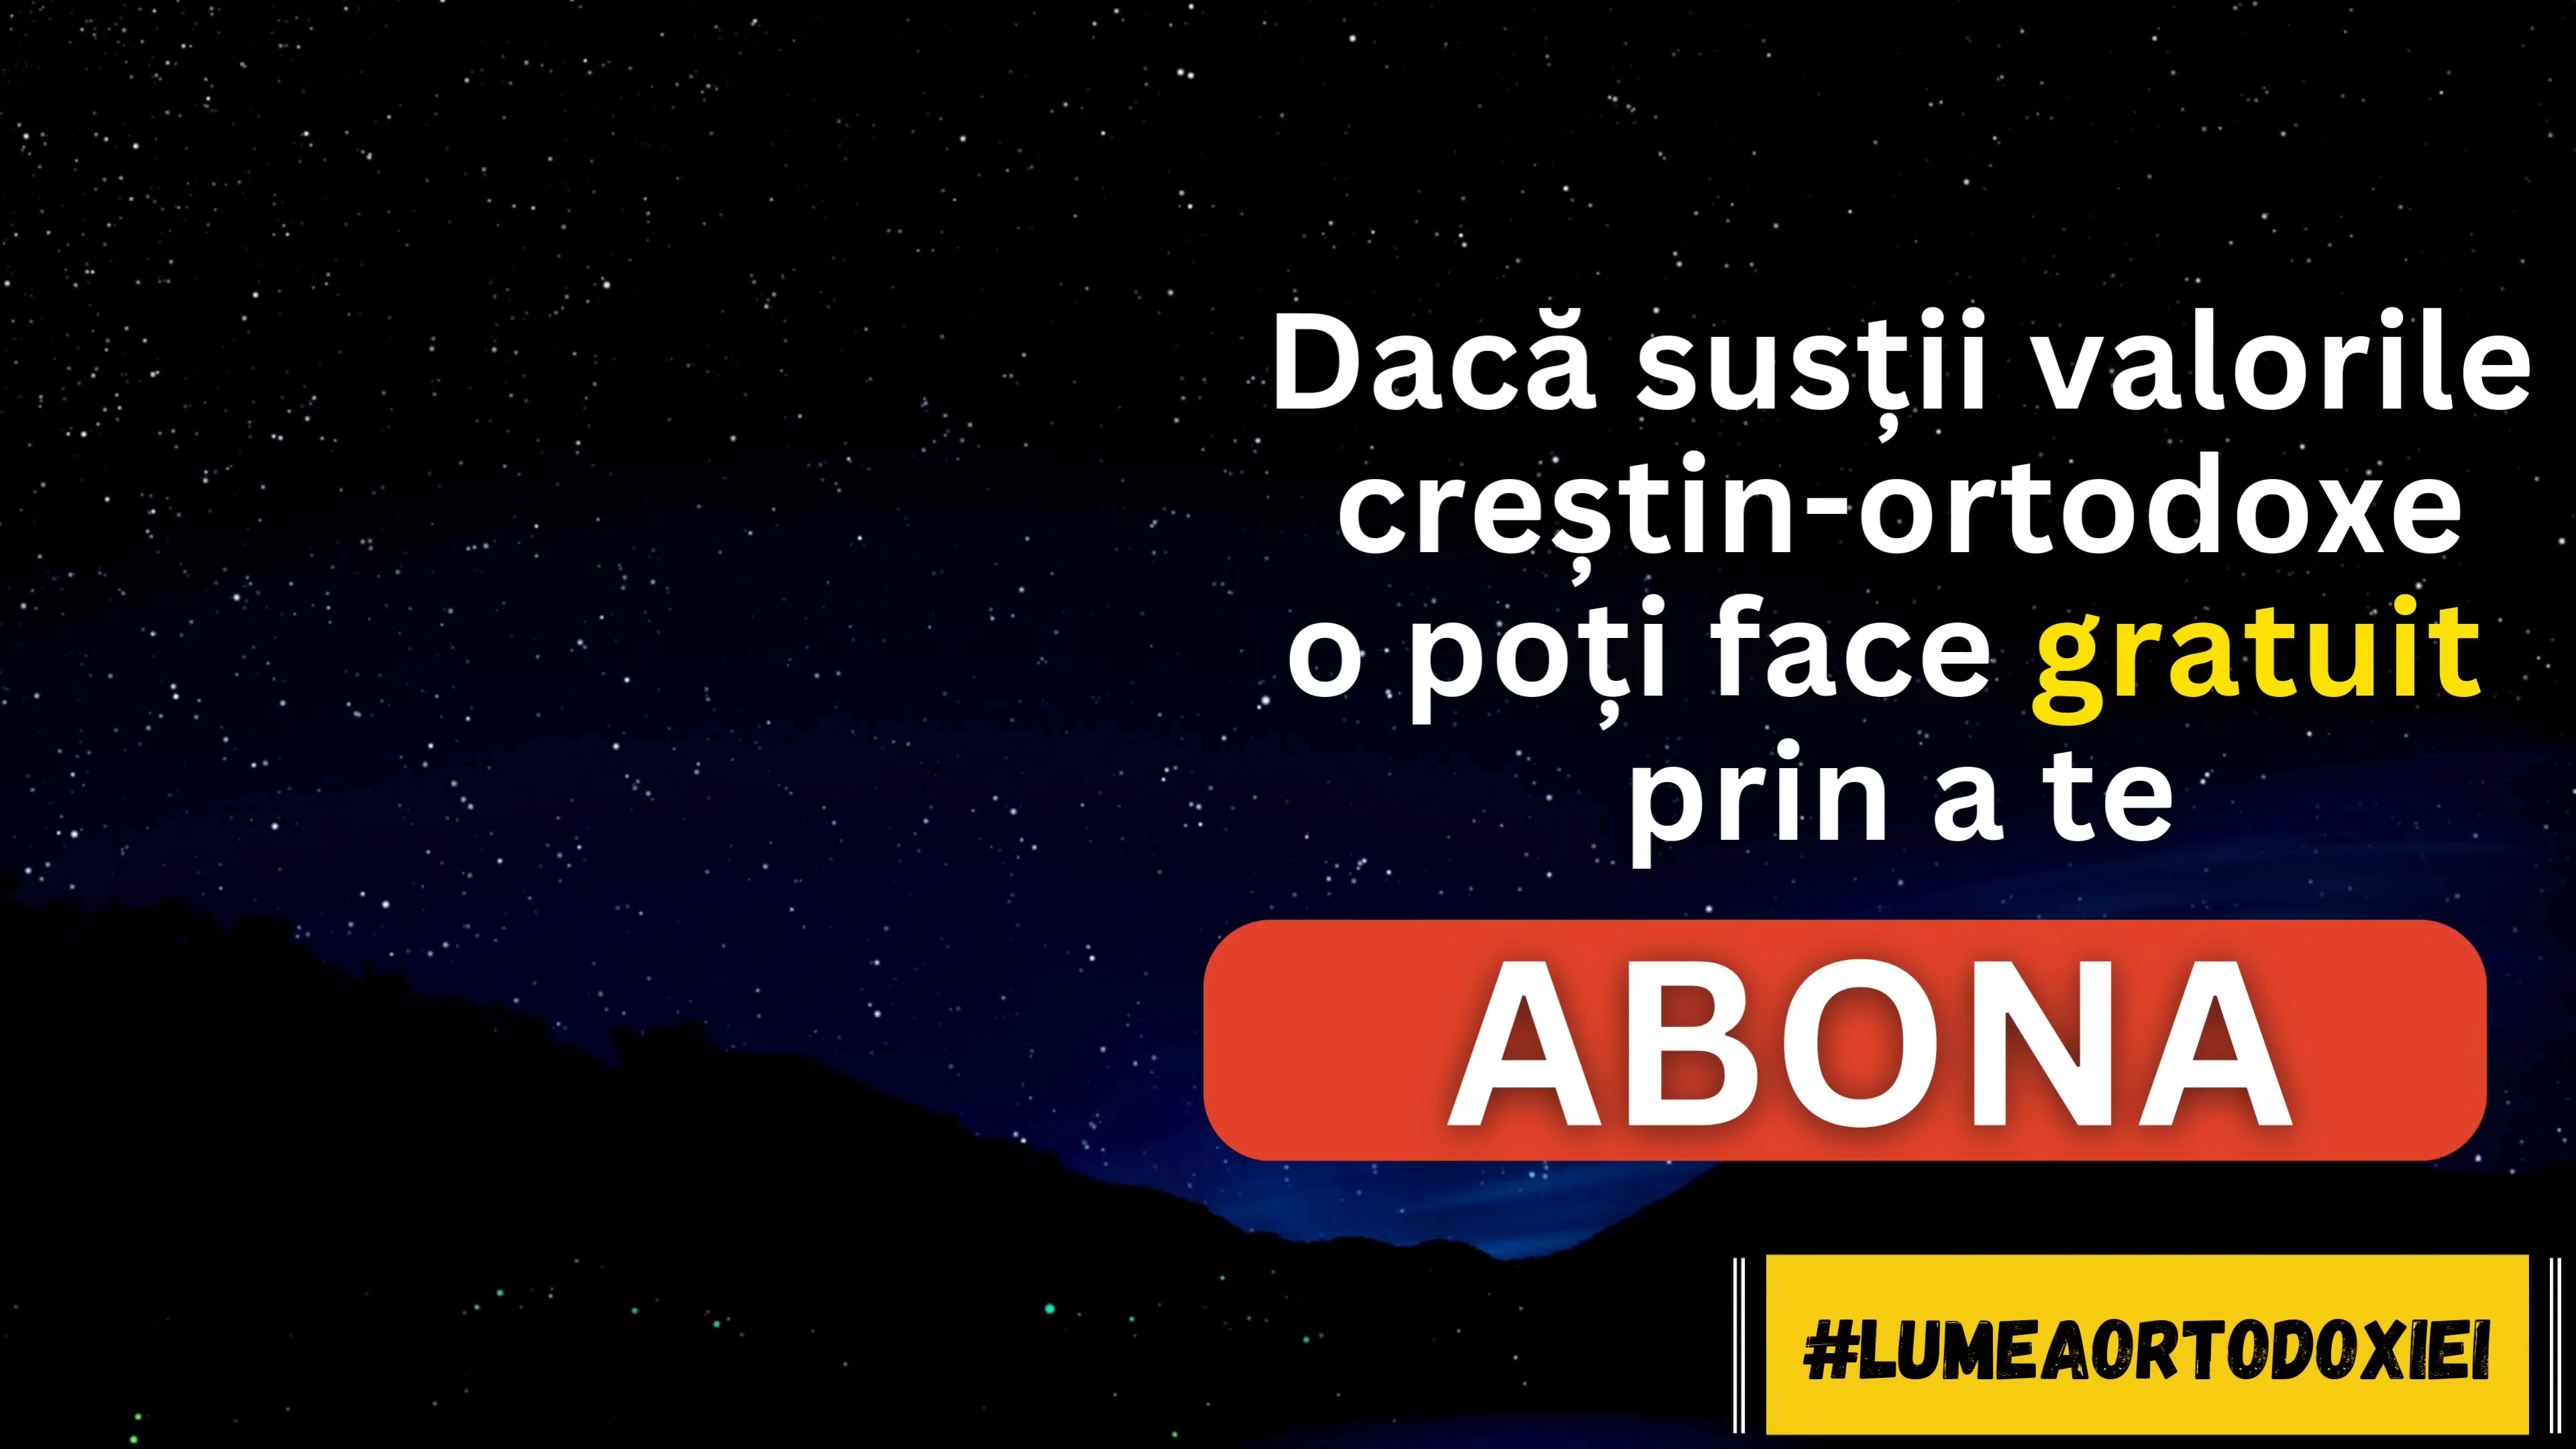 Dacă susții valorile
creștin-ortodoxe
o poți face gratuit
prin a te
ABONA
#LUMEAORTODOXIEI